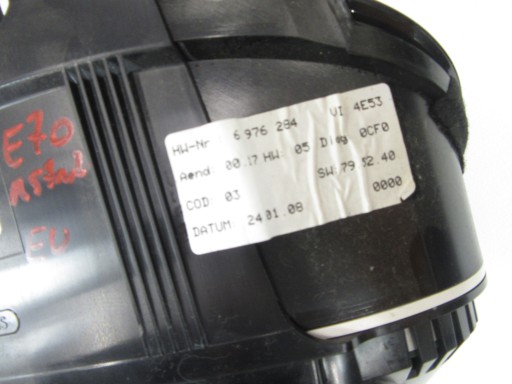 E70
EU
HW-Nr. 6 976 284 VI 4E53
Aend: 00.17 HW: 05 Diag 0CF0
COD: 03 SW: 79.12.40
DATUM 24.01.08 0000